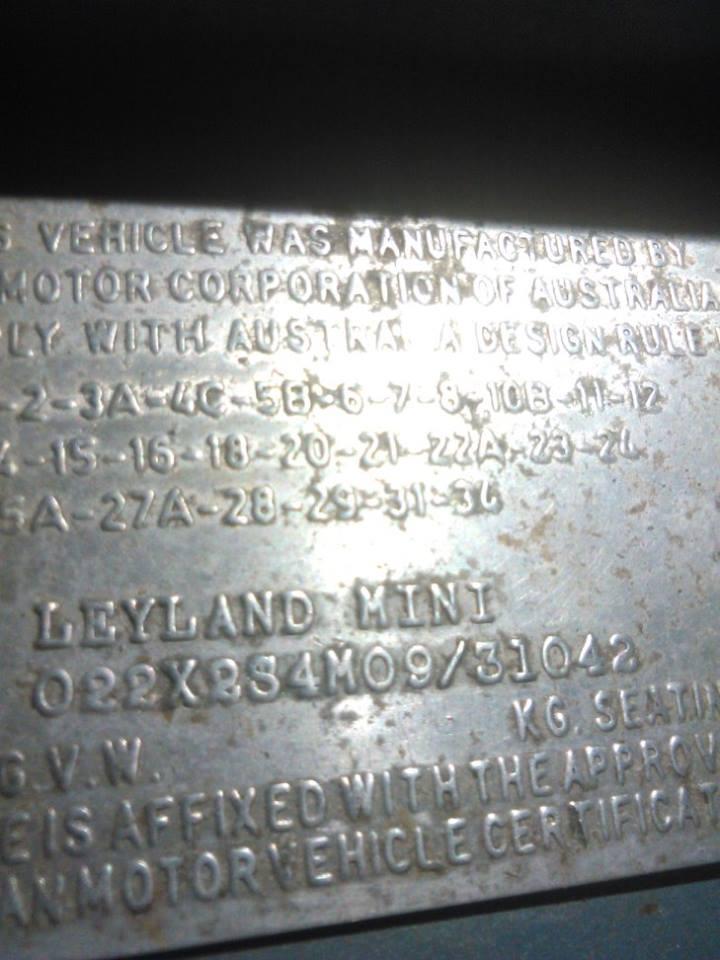 S VEHICLE WAS MANUFACTURED BY
MOTOR CORPORATION OF AUSTRALIA
PLY WITH AUSTRALIA DESIGN RULE
-2-3A-4C-5B-6-7-8-10B-11-12
4-15-16-18-20-21-22A-23-24
5A-27A-28-29-31-34
LEYLAND MINI
022X2S4M09/31042
KG. SEATIN
G.V.W.
E IS AFFIXED WITH THE APPROV
AN MOTOR VEHICLE CERTIFICAT